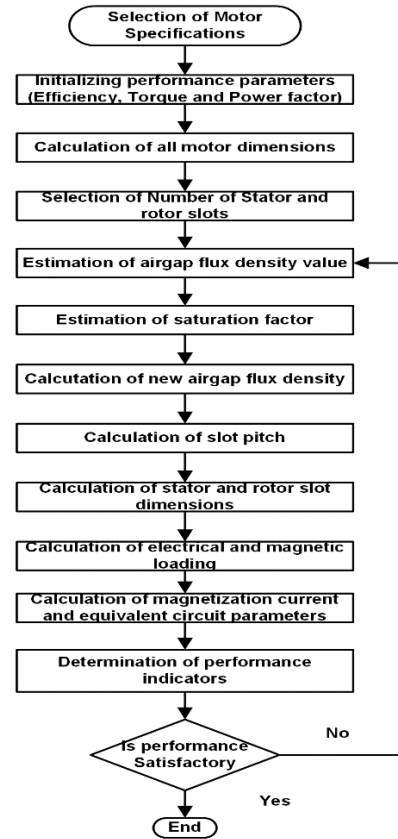 Selection of Motor
Specifications
Initializing performance parameters
(Efficiency, Torque and Power factor)
Calculation of all motor dimensions
Selection of Number of Stator and
rotor slots
Estimation of airgap flux density value
Estimation of saturation factor
Calcutation of new airgap flux density
Calculation of slot pitch
Calculation of stator and rotor slot
dimensions
Calculation of electrical and magnetic
loading
Calculation of magnetization current
and equivalent circuit parameters
Determination of performance
indicators
Is performance
Satisfactory
No
Yes
End